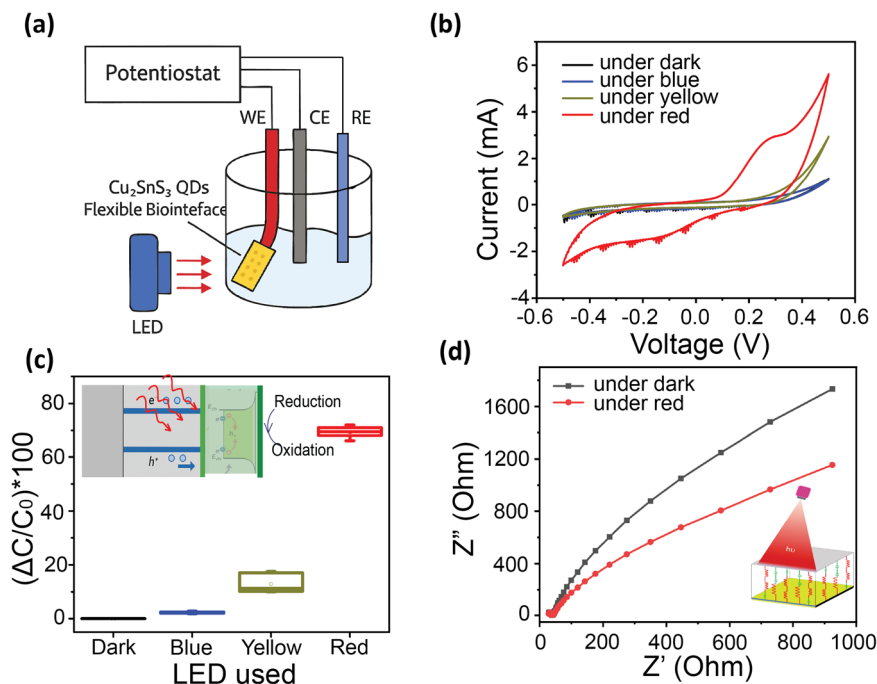 (a)
Potentiostat
WE
CE
RE
Cu₂SnS₃ QDs
Flexible Biointeface
LED
(b)
under dark
under blue
under yellow
under red
Current (mA)
6
4
2
0
-2
-4
-0.6 -0.4 -0.2 0.0 0.2 0.4 0.6
Voltage (V)
(c)
(ΔC/C₀)*100
80
60
40
20
0
e⁻
h⁺
Reduction
Oxidation
Dark Blue Yellow Red
LED used
(d)
under dark
under red
Z'' (Ohm)
1600
1200
800
400
0
hυ
0 200 400 600 800 1000
Z' (Ohm)